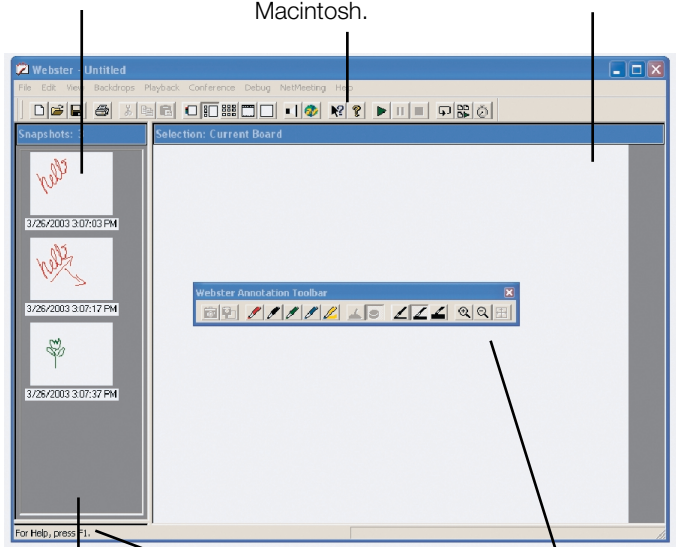 Macintosh.
Webster - Untitled
File Edit View Backdrops Playback Conference Debug NetMeeting Help
Snapshots: 3
Selection: Current Board
hello
3/26/2003 3:07:03 PM
hello
3/26/2003 3:07:17 PM
Webster Annotation Toolbar
3/26/2003 3:07:37 PM
For Help, press F1.